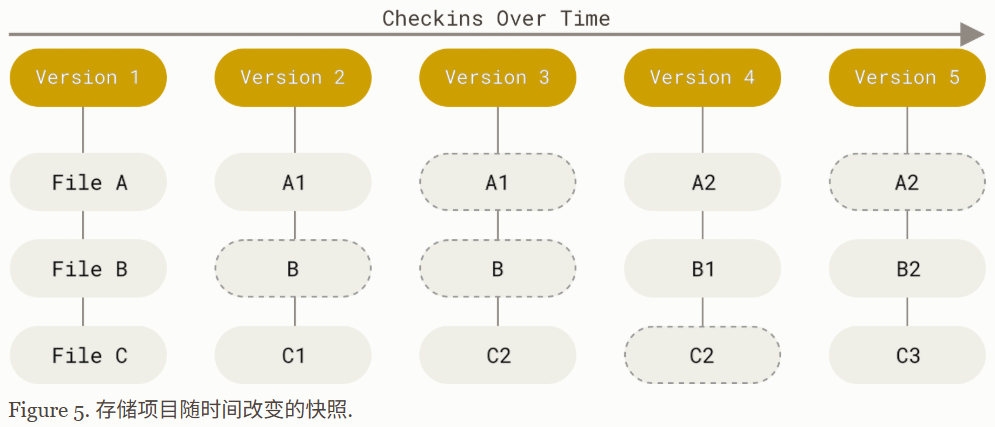 Checkins Over Time
Version 1 Version 2 Version 3 Version 4 Version 5
File A A1 A1 A2 A2
File B B B B1 B2
File C C1 C2 C2 C3
Figure 5. 存储项目随时间改变的快照.